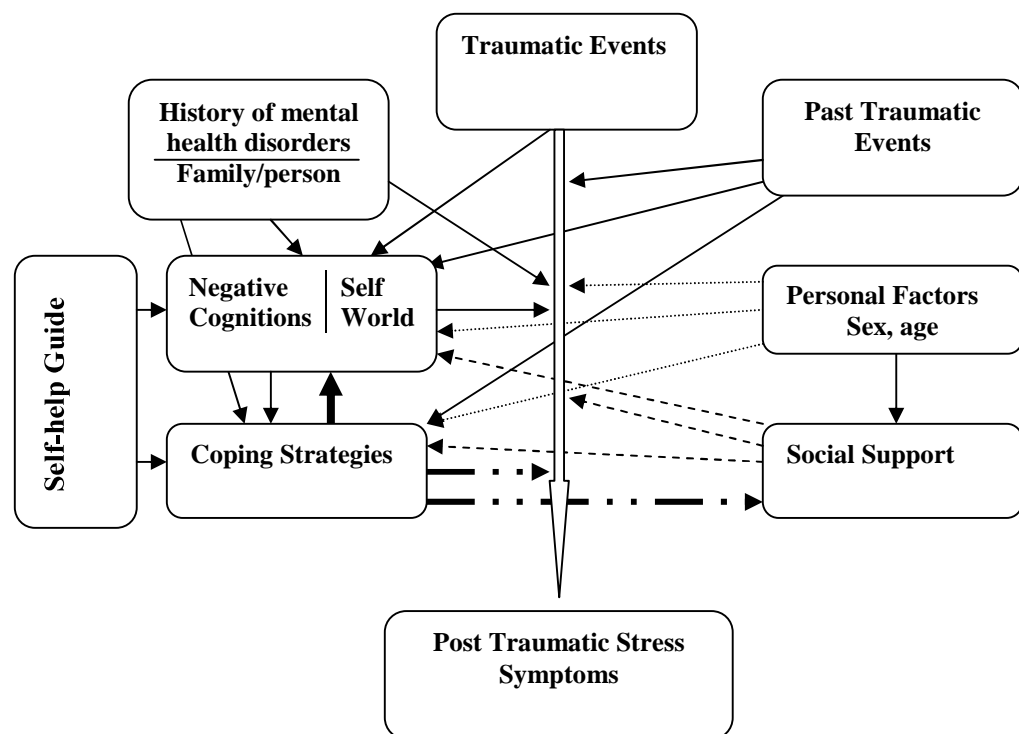 Traumatic Events
History of mental
health disorders
Family/person
Past Traumatic
Events
Self-help Guide
Negative
Cognitions
Self
World
Personal Factors
Sex, age
Coping Strategies
Social Support
Post Traumatic Stress
Symptoms